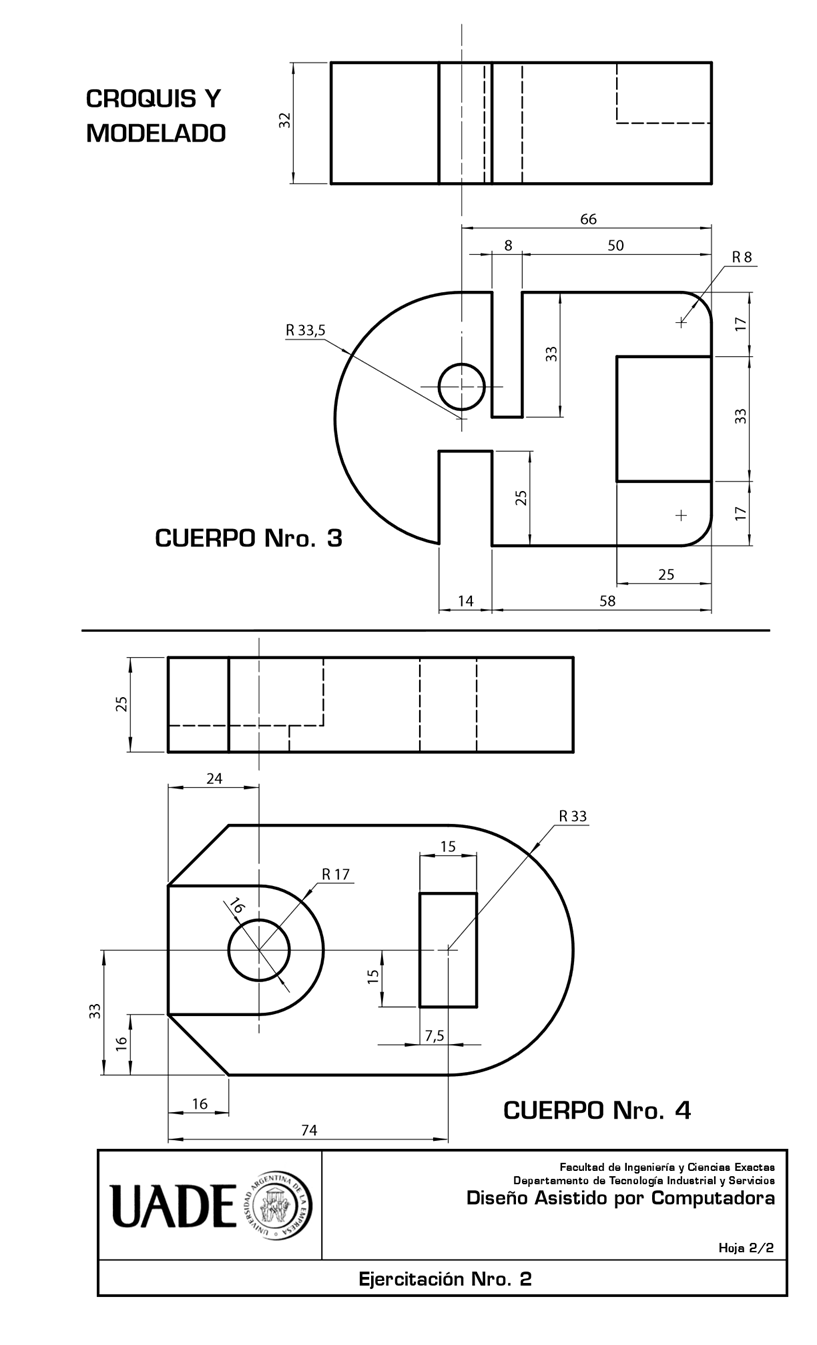 CROQUIS Y
MODELADO
32
66
8
50
R 8
R 33,5
33
17
33
25
17
25
14
58
CUERPO Nro. 3
25
24
R 33
15
R 17
16
15
33
16
7,5
16
74
CUERPO Nro. 4
UADE
UNIVERSIDAD ARGENTINA DE LA EMPRESA
Facultad de Ingeniería y Ciencias Exactas
Departamento de Tecnología Industrial y Servicios
Diseño Asistido por Computadora
Hoja 2/2
Ejercitación Nro. 2